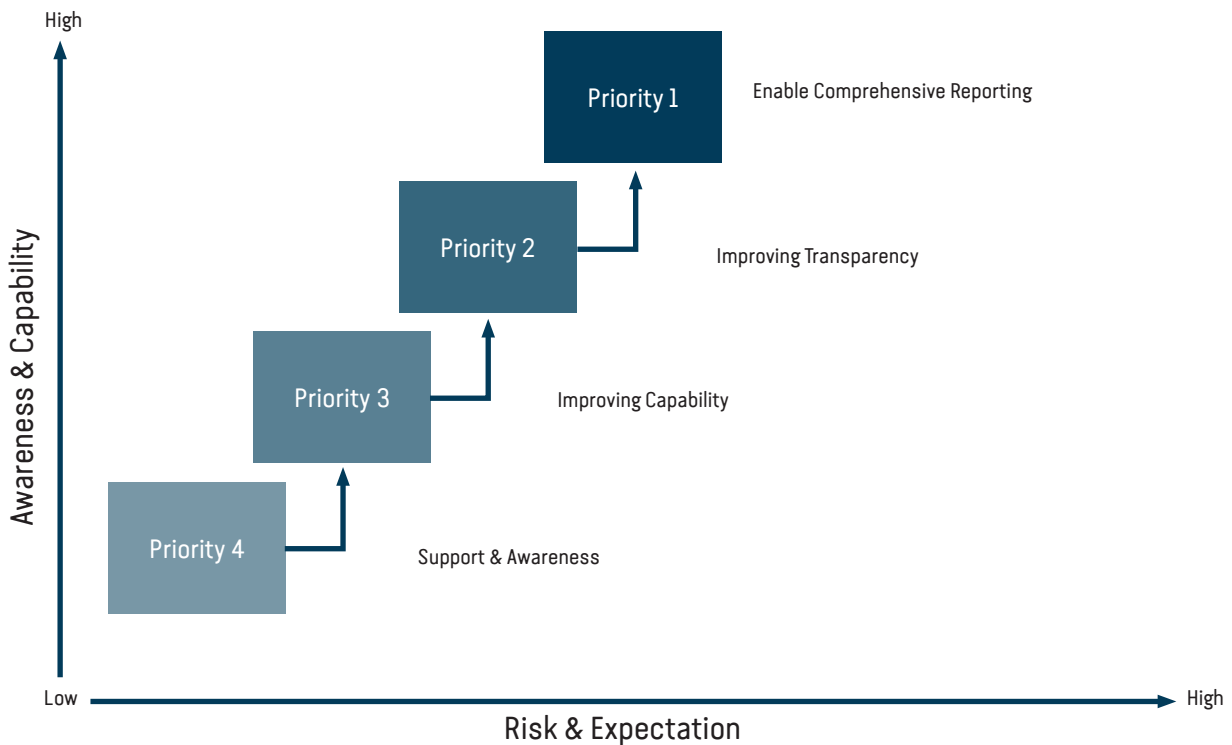 High
Priority 1
Enable Comprehensive Reporting
Priority 2
Improving Transparency
Awareness & Capability
Priority 3
Improving Capability
Priority 4
Support & Awareness
Low
High
Risk & Expectation